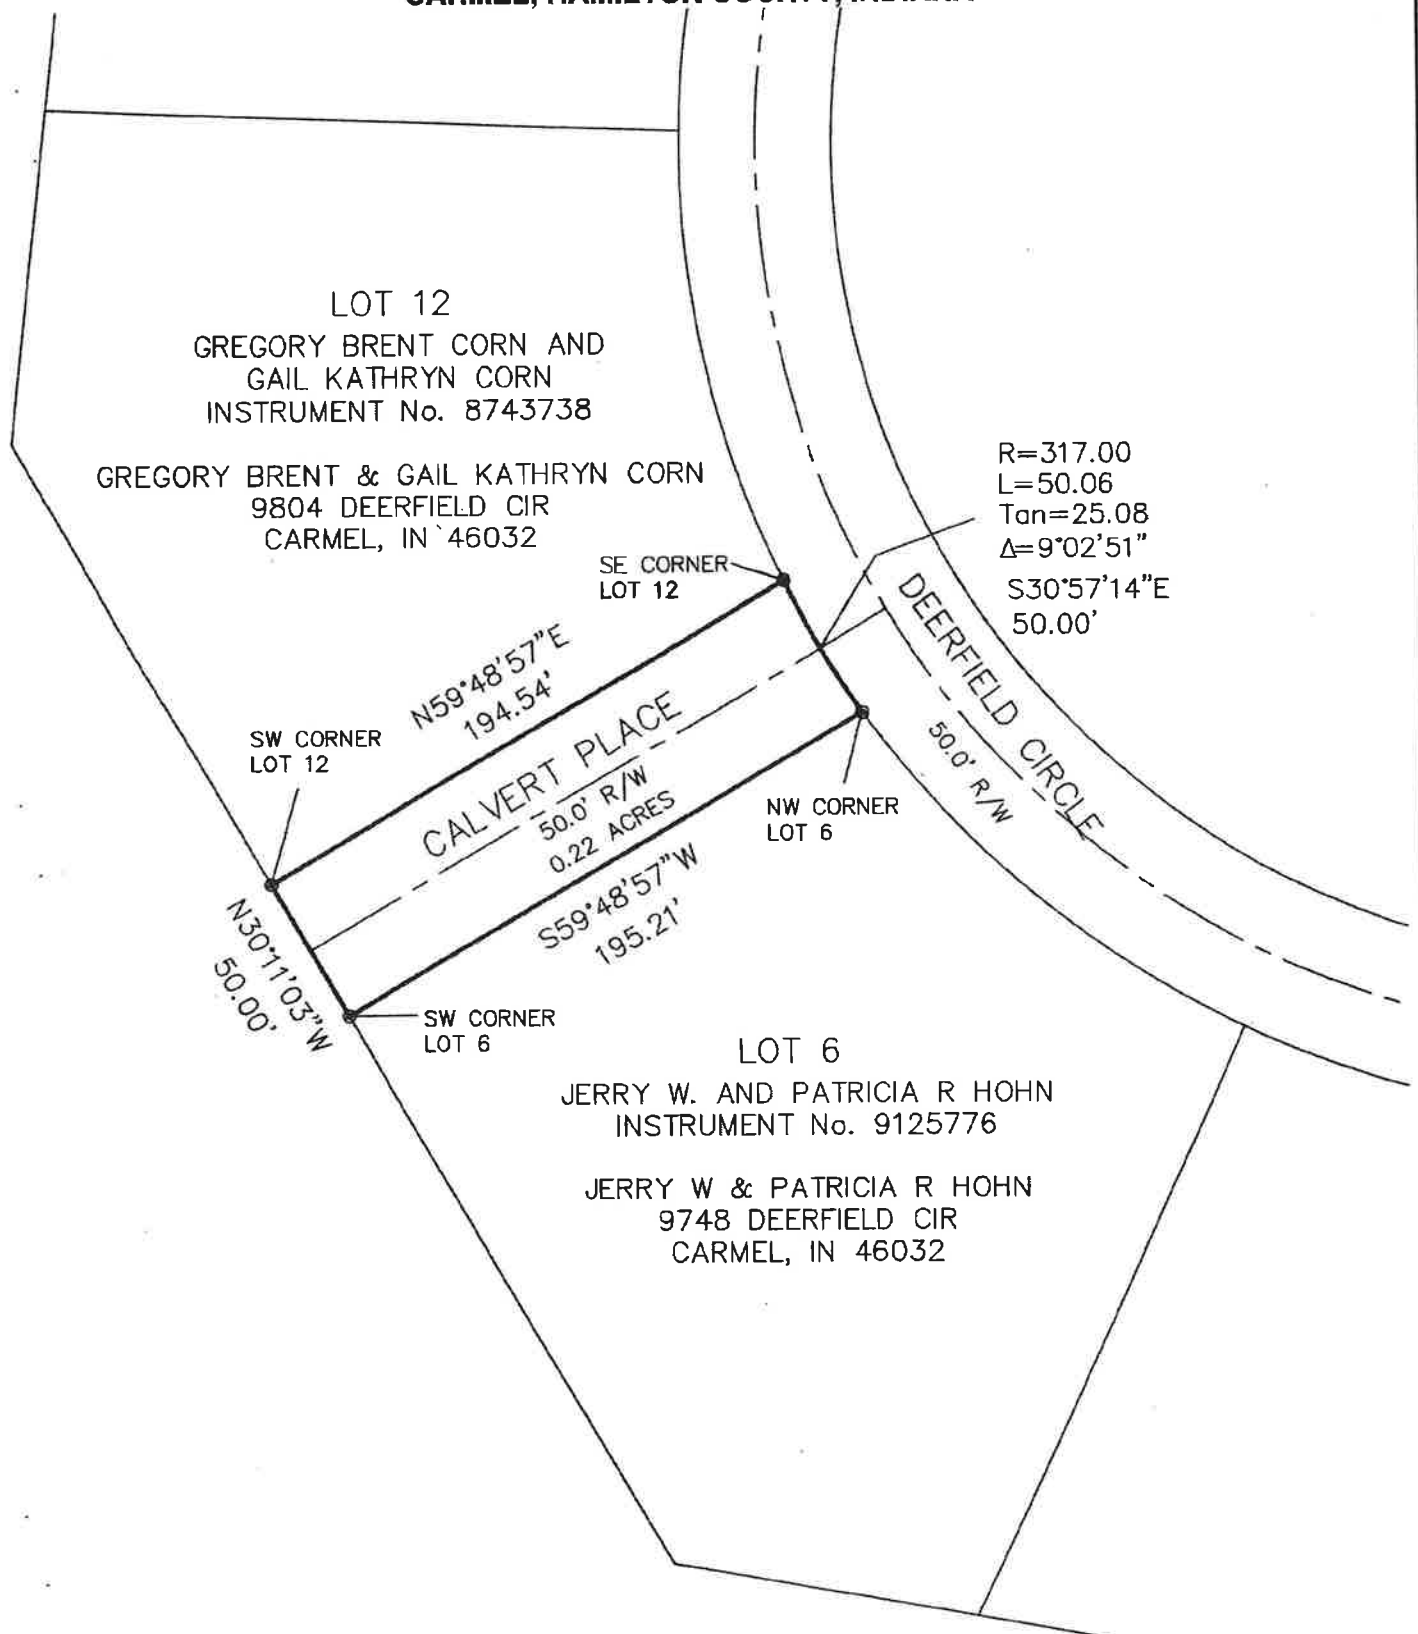 CARMEL, HAMILTON COUNTY, INDIANA
LOT 12
GREGORY BRENT CORN AND
GAIL KATHRYN CORN
INSTRUMENT No. 8743738
GREGORY BRENT & GAIL KATHRYN CORN
9804 DEERFIELD CIR
CARMEL, IN 46032
R=317.00
L=50.06
Tan=25.08
Δ=9°02'51"
S30°57'14"E
50.00'
SE CORNER
LOT 12
DEERFIELD CIRCLE
50.0' R/W
N59°48'57"E
194.54'
SW CORNER
LOT 12
CALVERT PLACE
50.0' R/W
0.22 ACRES
NW CORNER
LOT 6
S59°48'57"W
195.21'
N30°11'03"W
50.00'
SW CORNER
LOT 6
LOT 6
JERRY W. AND PATRICIA R HOHN
INSTRUMENT No. 9125776
JERRY W & PATRICIA R HOHN
9748 DEERFIELD CIR
CARMEL, IN 46032